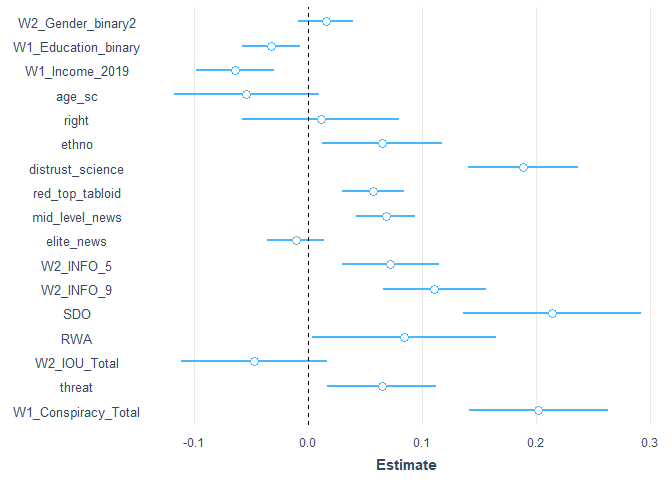 W2_Gender_binary2
W1_Education_binary
W1_Income_2019
age_sc
right
ethno
distrust_science
red_top_tabloid
mid_level_news
elite_news
W2_INFO_5
W2_INFO_9
SDO
RWA
W2_IOU_Total
threat
W1_Conspiracy_Total
-0.1 0.0 0.1 0.2 0.3
Estimate